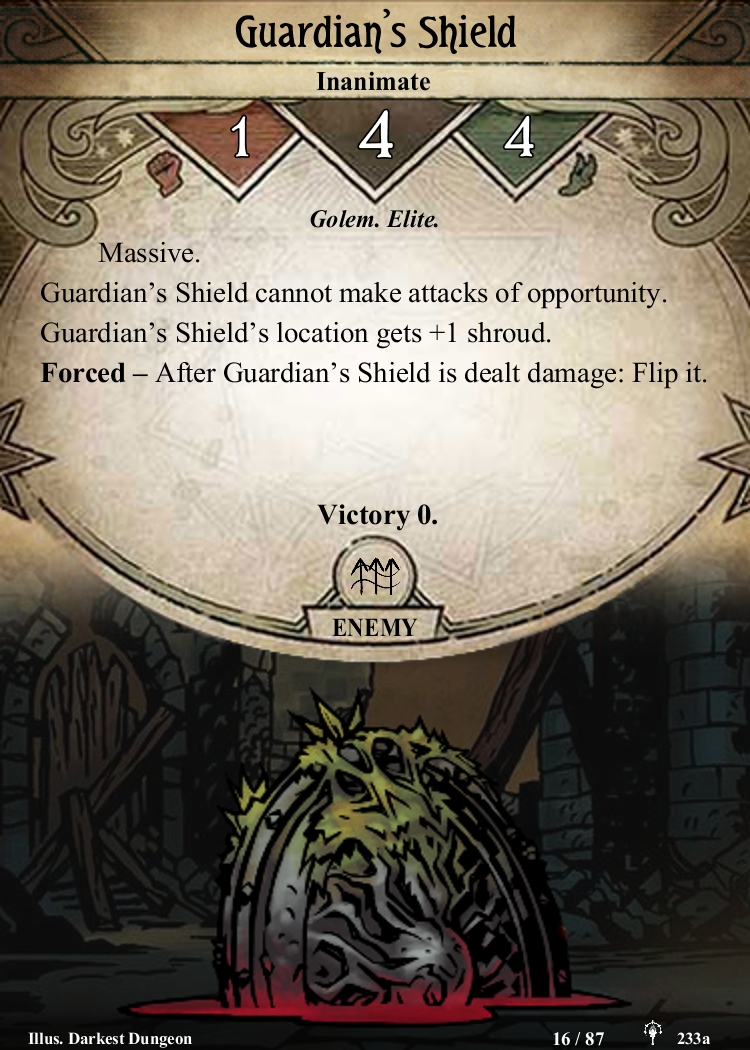 Guardian's Shield
Inanimate
1 4 4
Golem. Elite.
Massive.
Guardian's Shield cannot make attacks of opportunity.
Guardian's Shield's location gets +1 shroud.
Forced – After Guardian's Shield is dealt damage: Flip it.
Victory 0.
ENEMY
Illus. Darkest Dungeon 16 / 87 233a